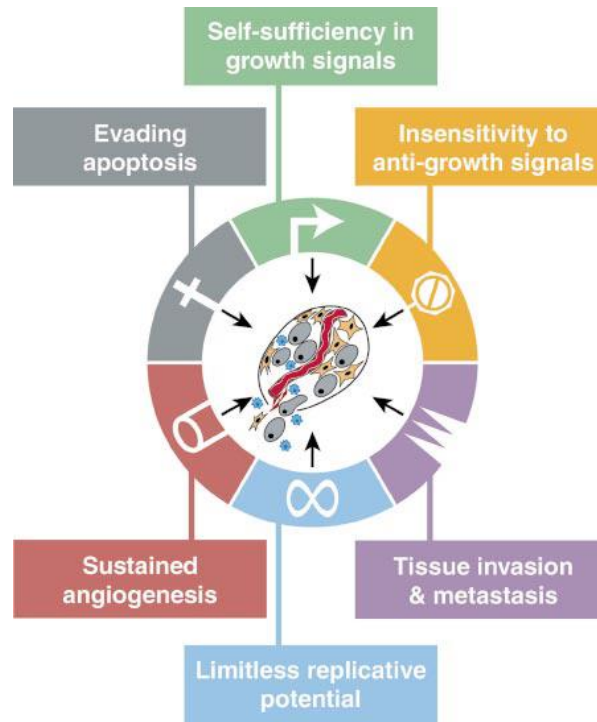 Self-sufficiency in
growth signals
Evading
apoptosis
Insensitivity to
anti-growth signals
Sustained
angiogenesis
Tissue invasion
& metastasis
Limitless replicative
potential